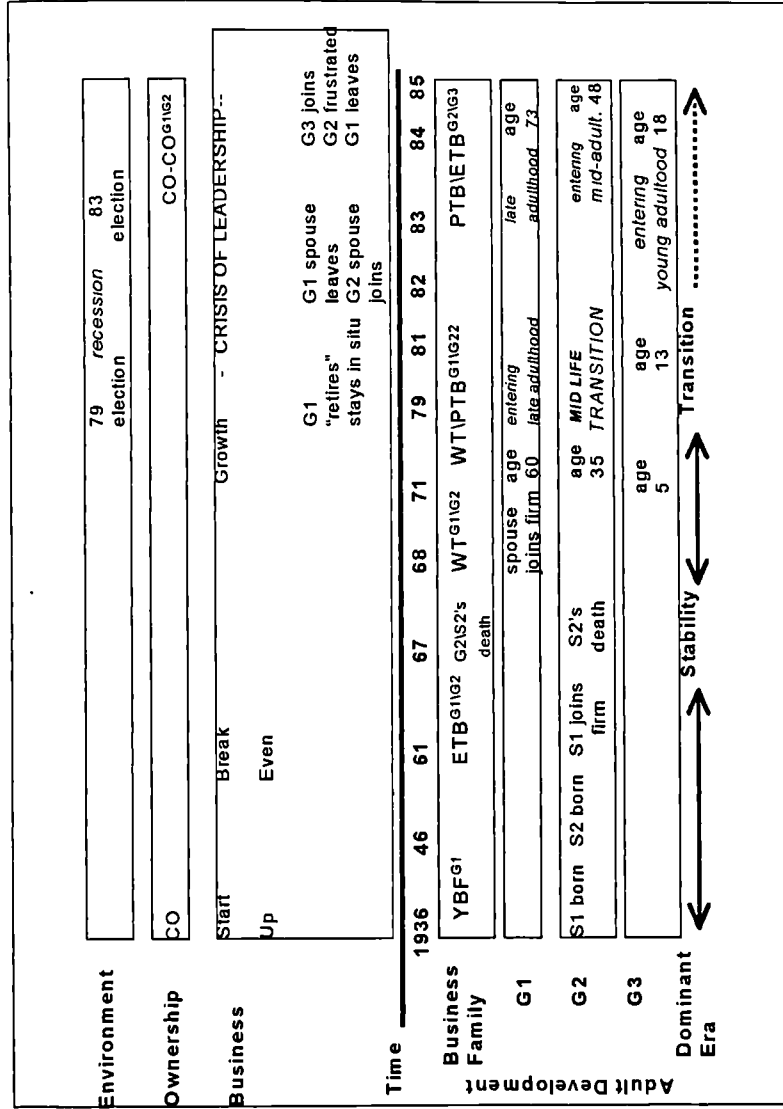 Environment
79 recession 83
election election
Ownership
CO CO-CO G1\G2
Business
Start Break Growth - CRISIS OF LEADERSHIP--
Up Even
G1 G1 spouse G3 joins
"retires" leaves G2 frustrated
stays in situ G2 spouse G1 leaves
joins
Time
1936 46 61 67 68 71 79 81 82 83 84 85
Adult Development
Business
Family
YBF G1 ETB G1\G2 G2\S2's WT G1\G2 WT\PTB G1\G22 PTB\ETB G2\G3
death
G1
spouse age entering late age
joins firm 60 late adulthood adulthood 73
G2
S1 born S2 born S1 joins S2's age MID LIFE entering age
firm death 35 TRANSITION mid-adult. 48
G3
age age entering age
5 13 young adultood 18
Dominant
Era
Stability Transition